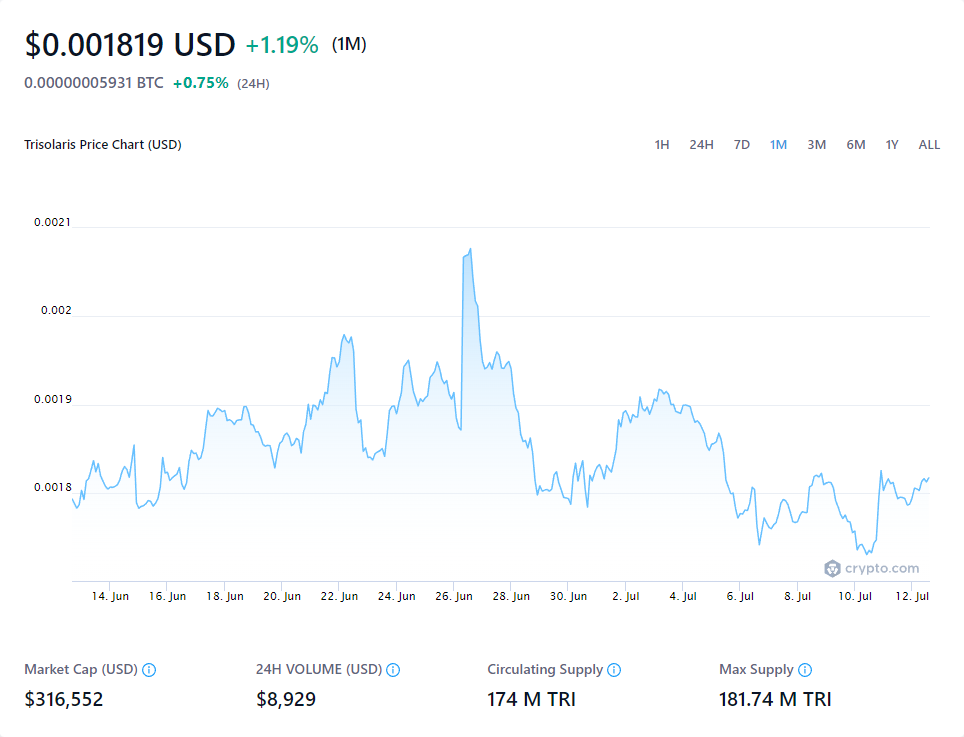 $0.001819 USD +1.19% (1M)
0.00000005931 BTC +0.75% (24H)
Trisolaris Price Chart (USD) 1H 24H 7D 1M 3M 6M 1Y ALL
0.0021
0.002
0.0019
0.0018
crypto.com
14. Jun 16. Jun 18. Jun 20. Jun 22. Jun 24. Jun 26. Jun 28. Jun 30. Jun 2. Jul 4. Jul 6. Jul 8. Jul 10. Jul 12. Jul
Market Cap (USD) 24H VOLUME (USD) Circulating Supply Max Supply
$316,552 $8,929 174 M TRI 181.74 M TRI